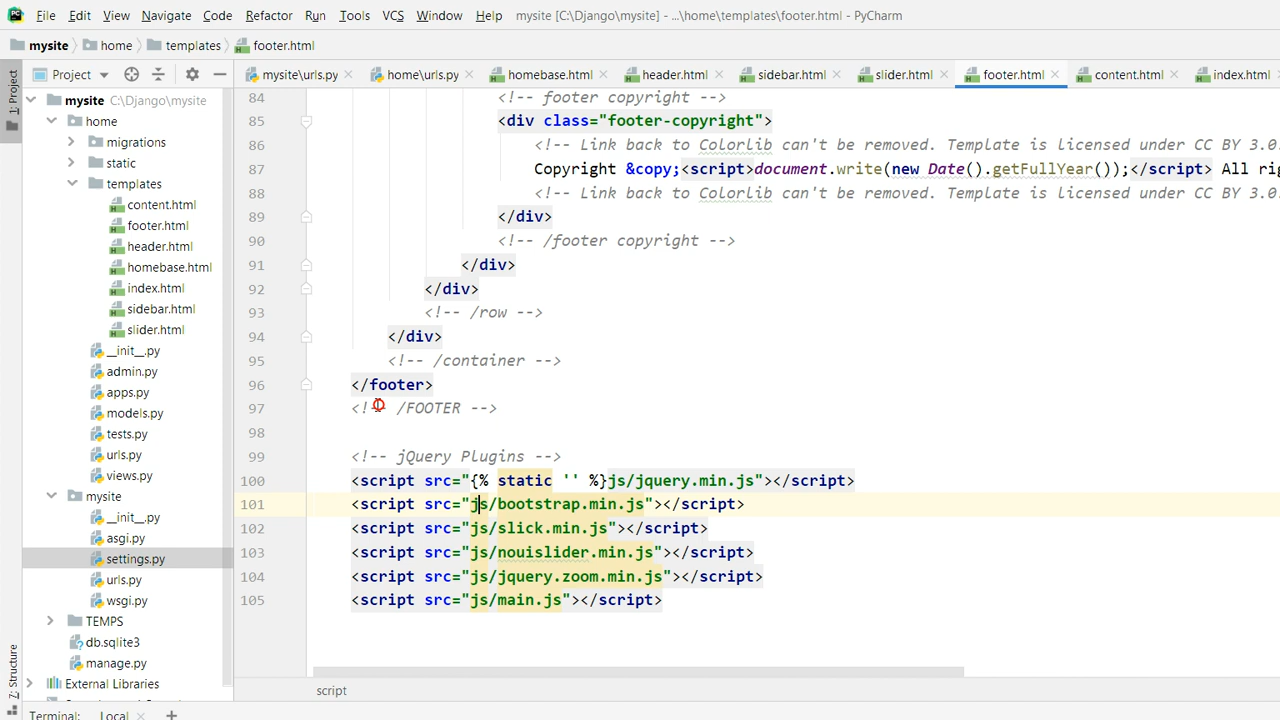 File Edit View Navigate Code Refactor Run Tools VCS Window Help mysite [C:\Django\mysite] - ...\home\templates\footer.html - PyCharm
mysite home templates footer.html
Project mysite\urls.py home\urls.py homebase.html header.html sidebar.html slider.html footer.html content.html index.html
1: Project
7: Structure
mysite C:\Django\mysite
home
migrations
static
templates
content.html
footer.html
header.html
homebase.html
index.html
sidebar.html
slider.html
__init__.py
admin.py
apps.py
models.py
tests.py
urls.py
views.py
mysite
__init__.py
asgi.py
settings.py
urls.py
wsgi.py
TEMPS
db.sqlite3
manage.py
External Libraries
84 <!-- footer copyright -->
85 <div class="footer-copyright">
86 <!-- Link back to Colorlib can't be removed. Template is licensed under CC BY 3.0.
87 Copyright &copy;<script>document.write(new Date().getFullYear());</script> All rig
88 <!-- Link back to Colorlib can't be removed. Template is licensed under CC BY 3.0.
89 </div>
90 <!-- /footer copyright -->
91 </div>
92 </div>
93 <!-- /row -->
94 </div>
95 <!-- /container -->
96 </footer>
97 <! /FOOTER -->
98
99 <!-- jQuery Plugins -->
100 <script src="{% static '' %}js/jquery.min.js"></script>
101 <script src="js/bootstrap.min.js"></script>
102 <script src="js/slick.min.js"></script>
103 <script src="js/nouislider.min.js"></script>
104 <script src="js/jquery.zoom.min.js"></script>
105 <script src="js/main.js"></script>
script
Terminal: Local +